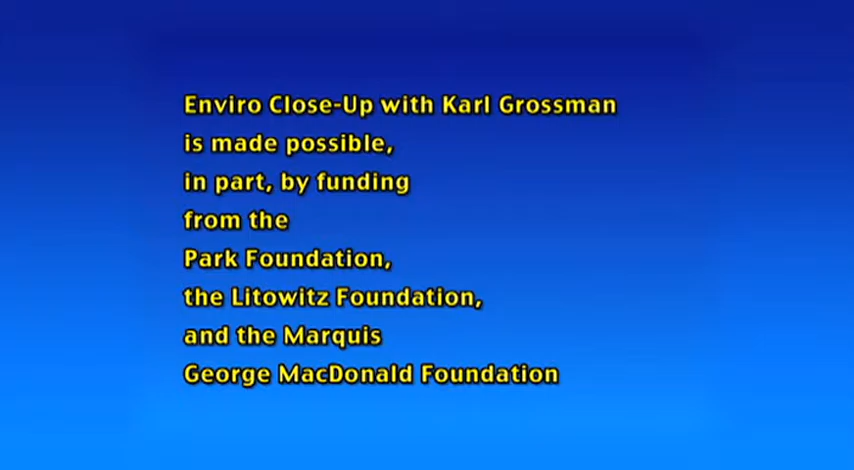 Enviro Close-Up with Karl Grossman
is made possible,
in part, by funding
from the
Park Foundation,
the Litowitz Foundation,
and the Marquis
George MacDonald Foundation